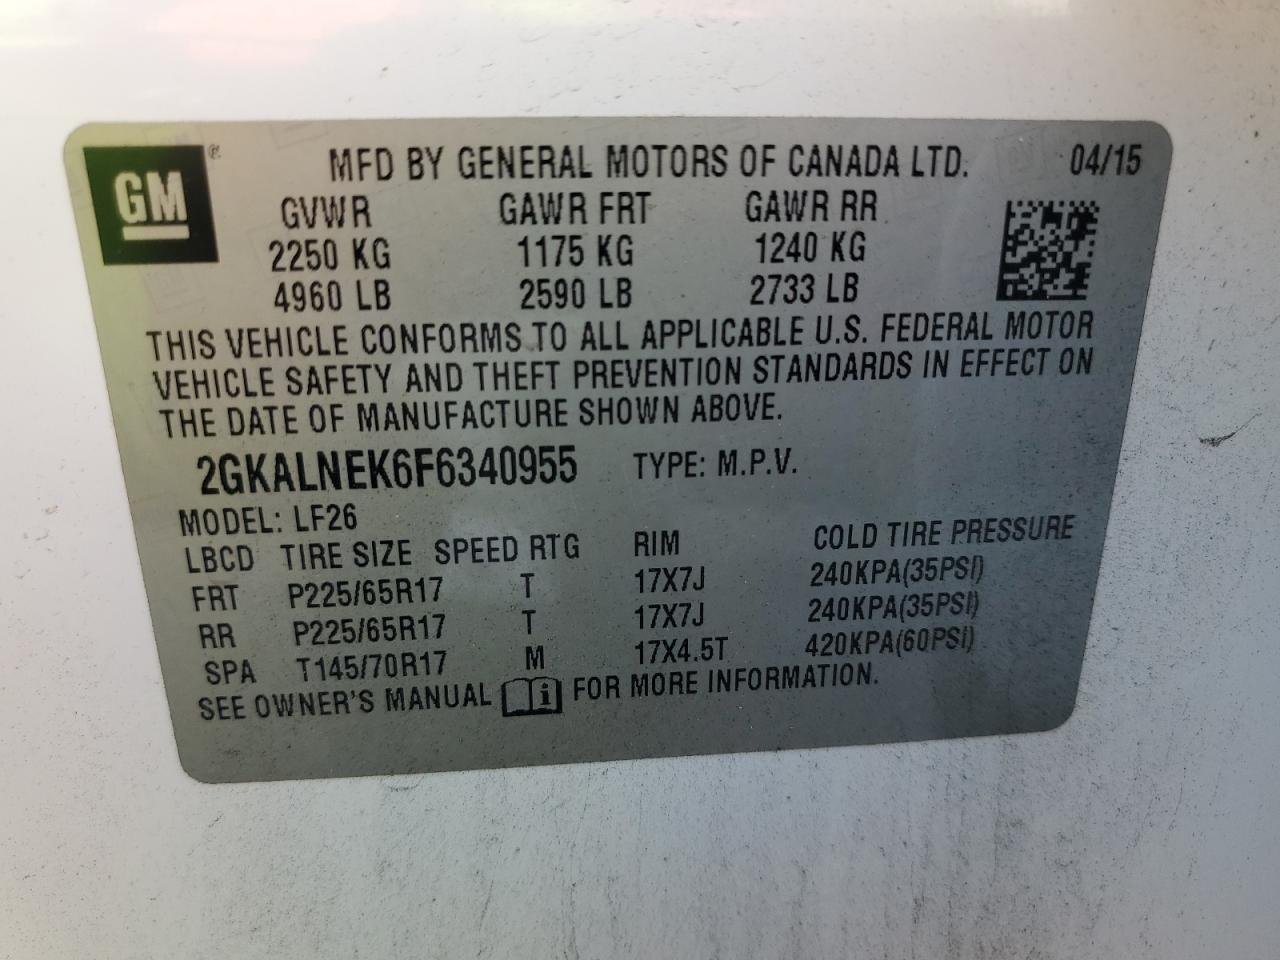 GM ® MFD BY GENERAL MOTORS OF CANADA LTD. 04/15
GVWR GAWR FRT GAWR RR
2250 KG 1175 KG 1240 KG
4960 LB 2590 LB 2733 LB
THIS VEHICLE CONFORMS TO ALL APPLICABLE U.S. FEDERAL MOTOR
VEHICLE SAFETY AND THEFT PREVENTION STANDARDS IN EFFECT ON
THE DATE OF MANUFACTURE SHOWN ABOVE.
2GKALNEK6F6340955 TYPE: M.P.V.
MODEL: LF26
LBCD TIRE SIZE SPEED RTG RIM COLD TIRE PRESSURE
FRT P225/65R17 T 17X7J 240KPA(35PSI)
RR P225/65R17 T 17X7J 240KPA(35PSI)
SPA T145/70R17 M 17X4.5T 420KPA(60PSI)
SEE OWNER'S MANUAL i FOR MORE INFORMATION.